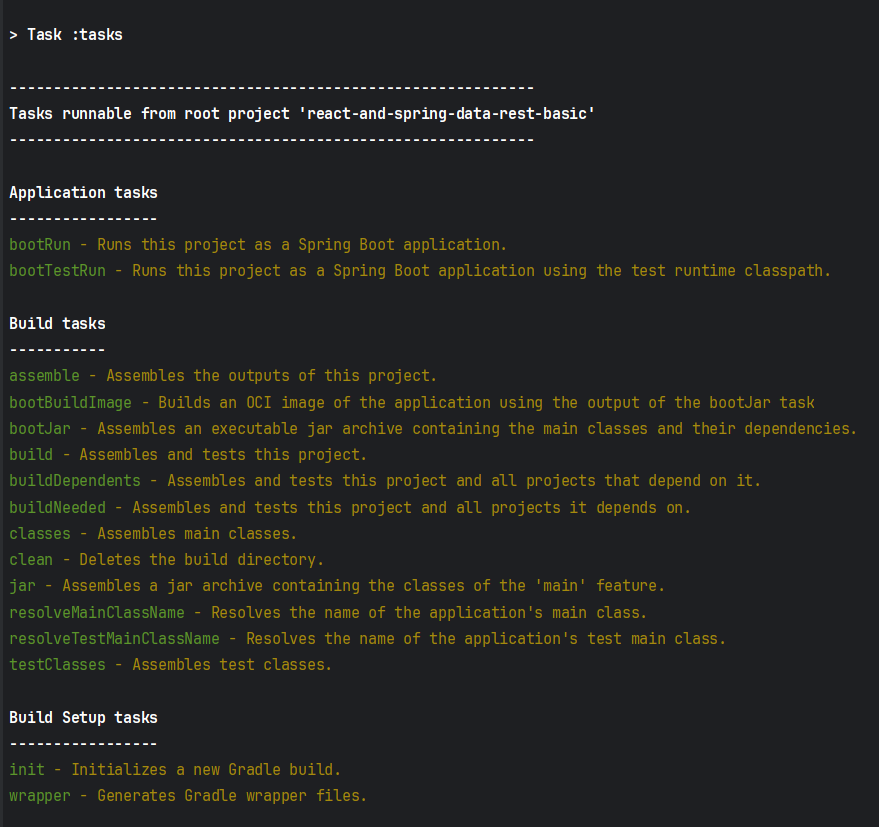 > Task :tasks
------------------------------------------------------------
Tasks runnable from root project 'react-and-spring-data-rest-basic'
------------------------------------------------------------
Application tasks
-----------------
bootRun - Runs this project as a Spring Boot application.
bootTestRun - Runs this project as a Spring Boot application using the test runtime classpath.
Build tasks
-----------
assemble - Assembles the outputs of this project.
bootBuildImage - Builds an OCI image of the application using the output of the bootJar task
bootJar - Assembles an executable jar archive containing the main classes and their dependencies.
build - Assembles and tests this project.
buildDependents - Assembles and tests this project and all projects that depend on it.
buildNeeded - Assembles and tests this project and all projects it depends on.
classes - Assembles main classes.
clean - Deletes the build directory.
jar - Assembles a jar archive containing the classes of the 'main' feature.
resolveMainClassName - Resolves the name of the application's main class.
resolveTestMainClassName - Resolves the name of the application's test main class.
testClasses - Assembles test classes.
Build Setup tasks
-----------------
init - Initializes a new Gradle build.
wrapper - Generates Gradle wrapper files.